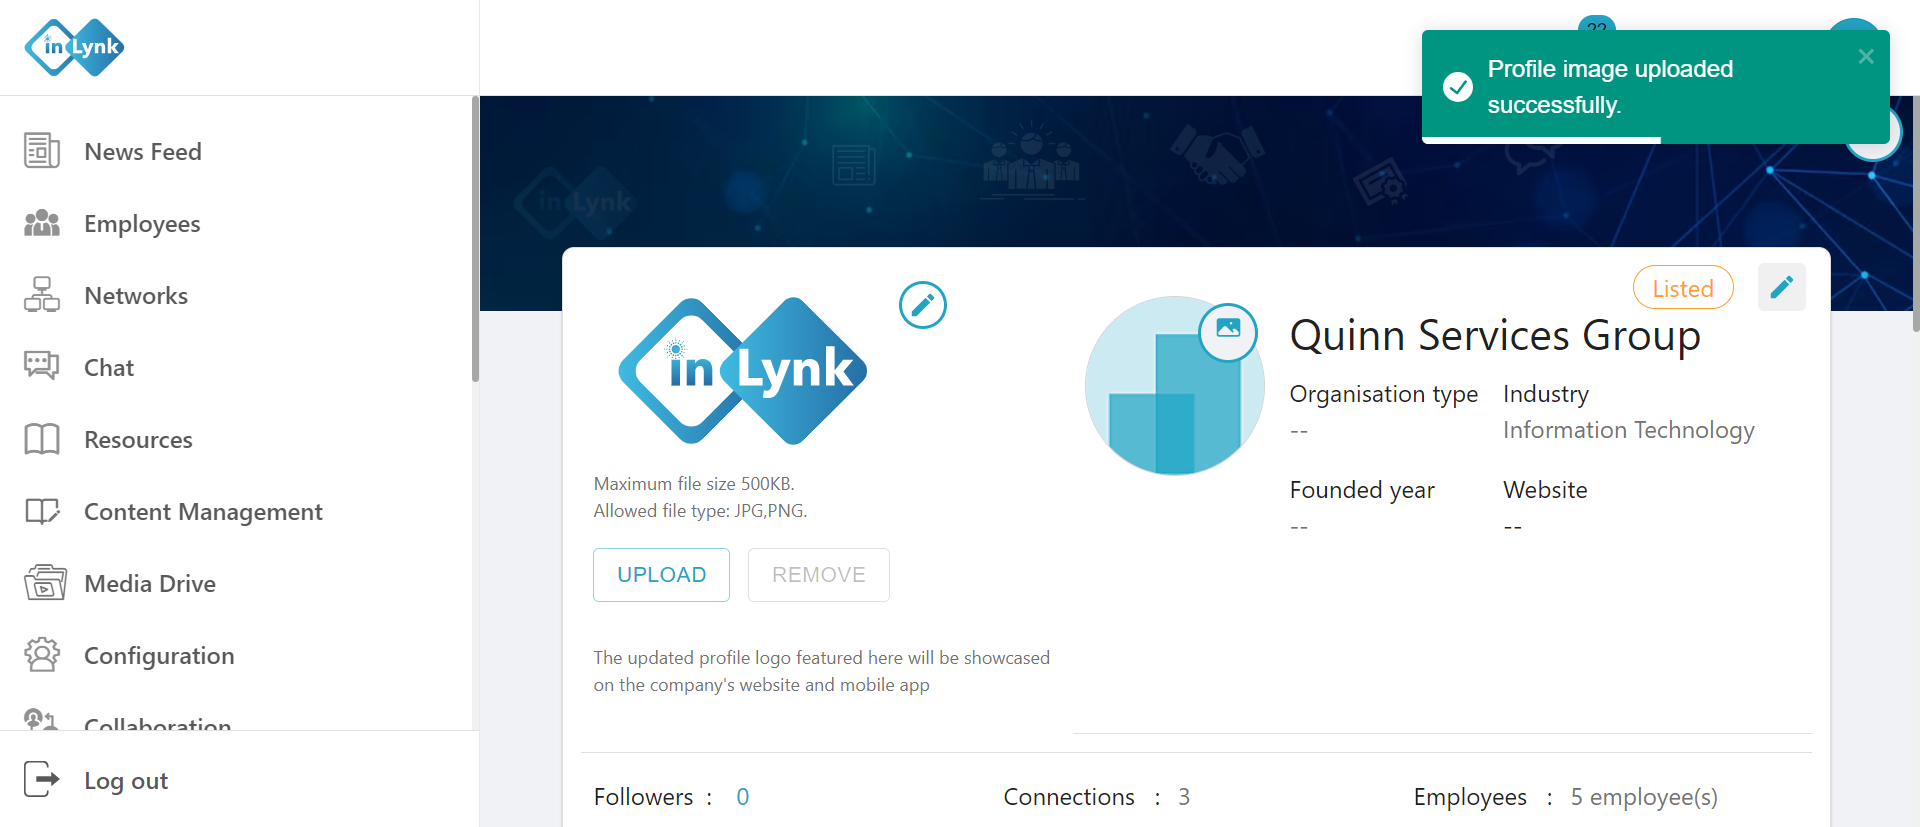 in Lynk
22
Profile image uploaded
successfully.
News Feed
Employees
Networks
Chat
Resources
Content Management
Media Drive
Configuration
Collaboration
Log out
in Lynk
in Lynk
Maximum file size 500KB.
Allowed file type: JPG,PNG.
UPLOAD REMOVE
The updated profile logo featured here will be showcased
on the company's website and mobile app
Listed
Quinn Services Group
Organisation type Industry
-- Information Technology
Founded year Website
-- --
Followers : 0 Connections : 3 Employees : 5 employee(s)